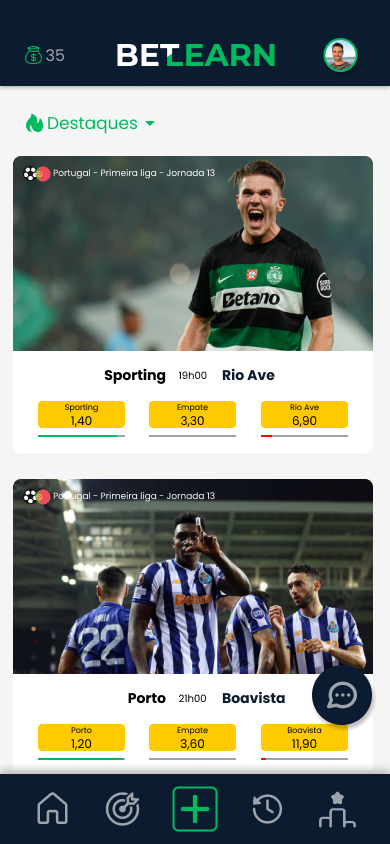 35
BETLEARN
Destaques
Portugal - Primeira liga - Jornada 13
Betano
Sporting 19h00 Rio Ave
Sporting Empate Rio Ave
1,40 3,30 6,90
Portugal - Primeira liga - Jornada 13
22
Betano
Porto 21h00 Boavista
Porto Empate Boavista
1,20 3,60 11,90